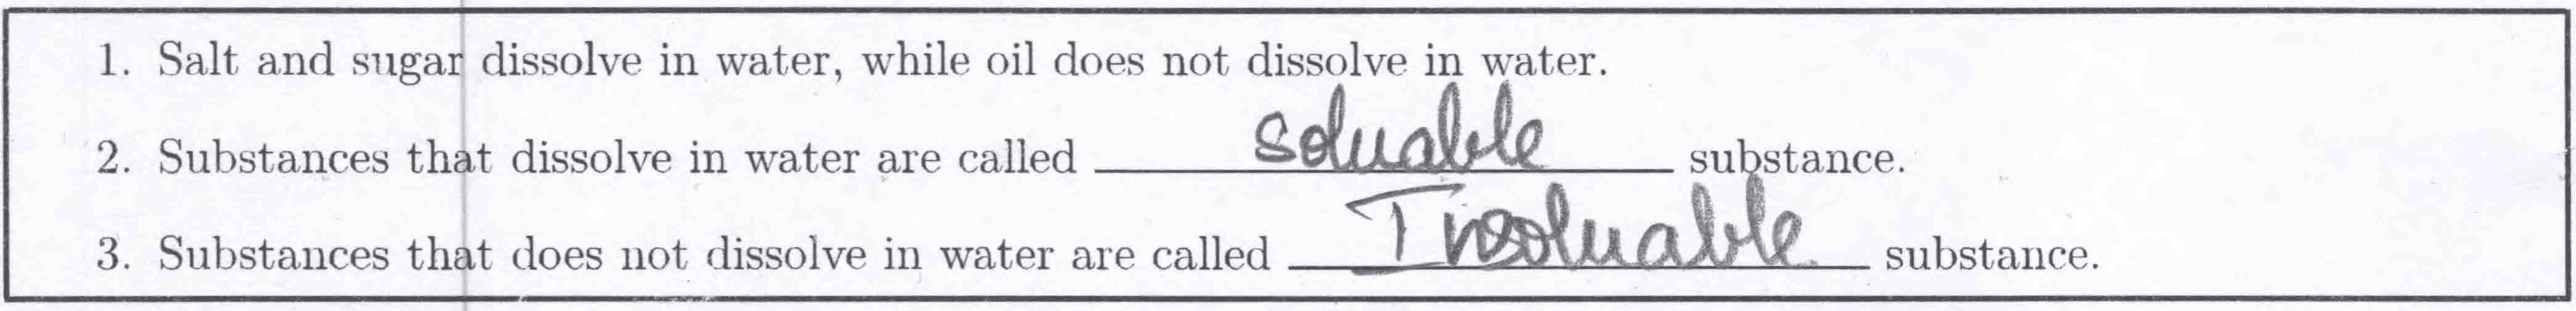 1. Salt and sugar dissolve in water, while oil does not dissolve in water.
2. Substances that dissolve in water are called soluable substance.
3. Substances that does not dissolve in water are called Insoluable substance.